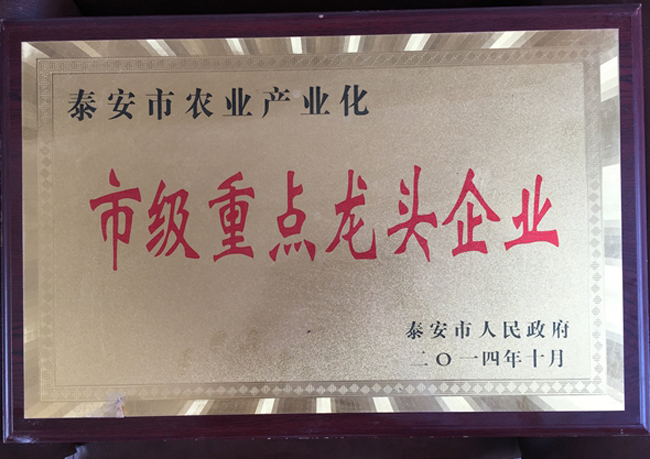 泰安市农业产业化
市级重点龙头企业
泰安市人民政府
二〇一四年十月